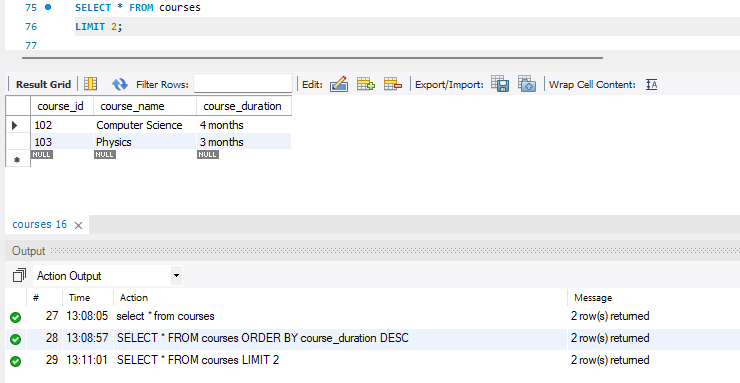 75 SELECT * FROM courses
76 LIMIT 2;
77
Result Grid Filter Rows: Edit: Export/Import: Wrap Cell Content:
course_id course_name course_duration
102 Computer Science 4 months
103 Physics 3 months
NULL NULL NULL
courses 16
Output
Action Output
# Time Action Message
27 13:08:05 select * from courses 2 row(s) returned
28 13:08:57 SELECT * FROM courses ORDER BY course_duration DESC 2 row(s) returned
29 13:11:01 SELECT * FROM courses LIMIT 2 2 row(s) returned